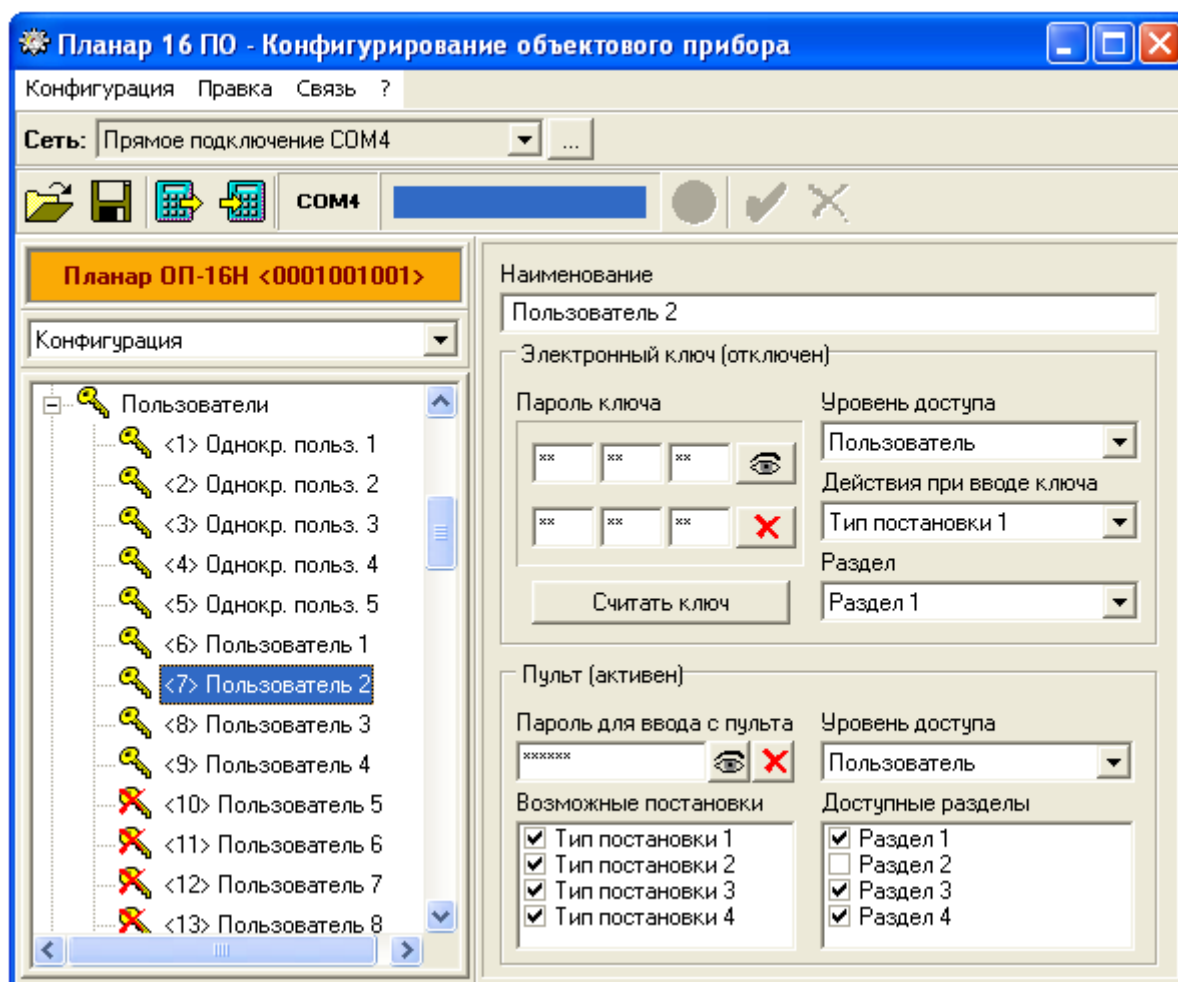 Планар 16 ПО - Конфигурирование объектового прибора
Конфигурация Правка Связь ?
Сеть: Прямое подключение COM4 ...
COM4
Планар ОП-16Н <0001001001>
Конфигурация
Пользователи
<1> Однокр. польз. 1
<2> Однокр. польз. 2
<3> Однокр. польз. 3
<4> Однокр. польз. 4
<5> Однокр. польз. 5
<6> Пользователь 1
<7> Пользователь 2
<8> Пользователь 3
<9> Пользователь 4
<10> Пользователь 5
<11> Пользователь 6
<12> Пользователь 7
<13> Пользователь 8
Наименование
Пользователь 2
Электронный ключ (отключен)
Пароль ключа
** ** **
** ** **
Считать ключ
Уровень доступа
Пользователь
Действия при вводе ключа
Тип постановки 1
Раздел
Раздел 1
Пульт (активен)
Пароль для ввода с пульта
******
Уровень доступа
Пользователь
Возможные постановки
Тип постановки 1
Тип постановки 2
Тип постановки 3
Тип постановки 4
Доступные разделы
Раздел 1
Раздел 2
Раздел 3
Раздел 4